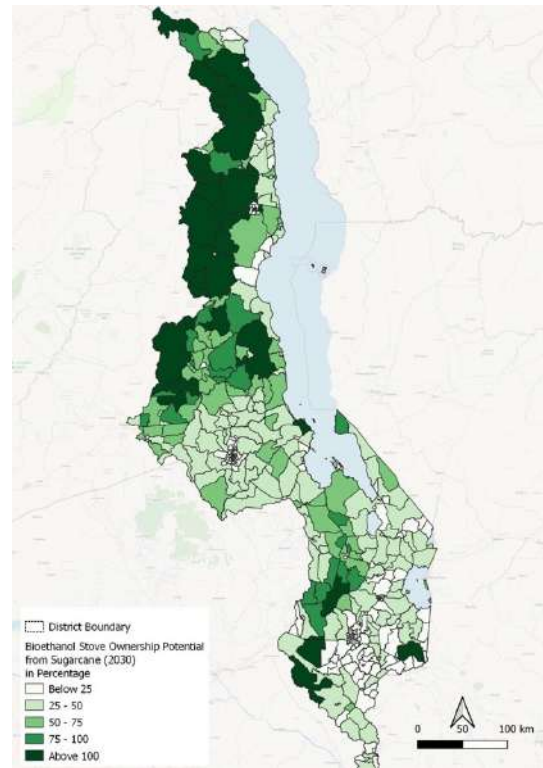 District Boundary
Bioethanol Stove Ownership Potential
from Sugarcane (2030)
in Percentage
Below 25
25 - 50
50 - 75
75 - 100
Above 100
0 50 100 km